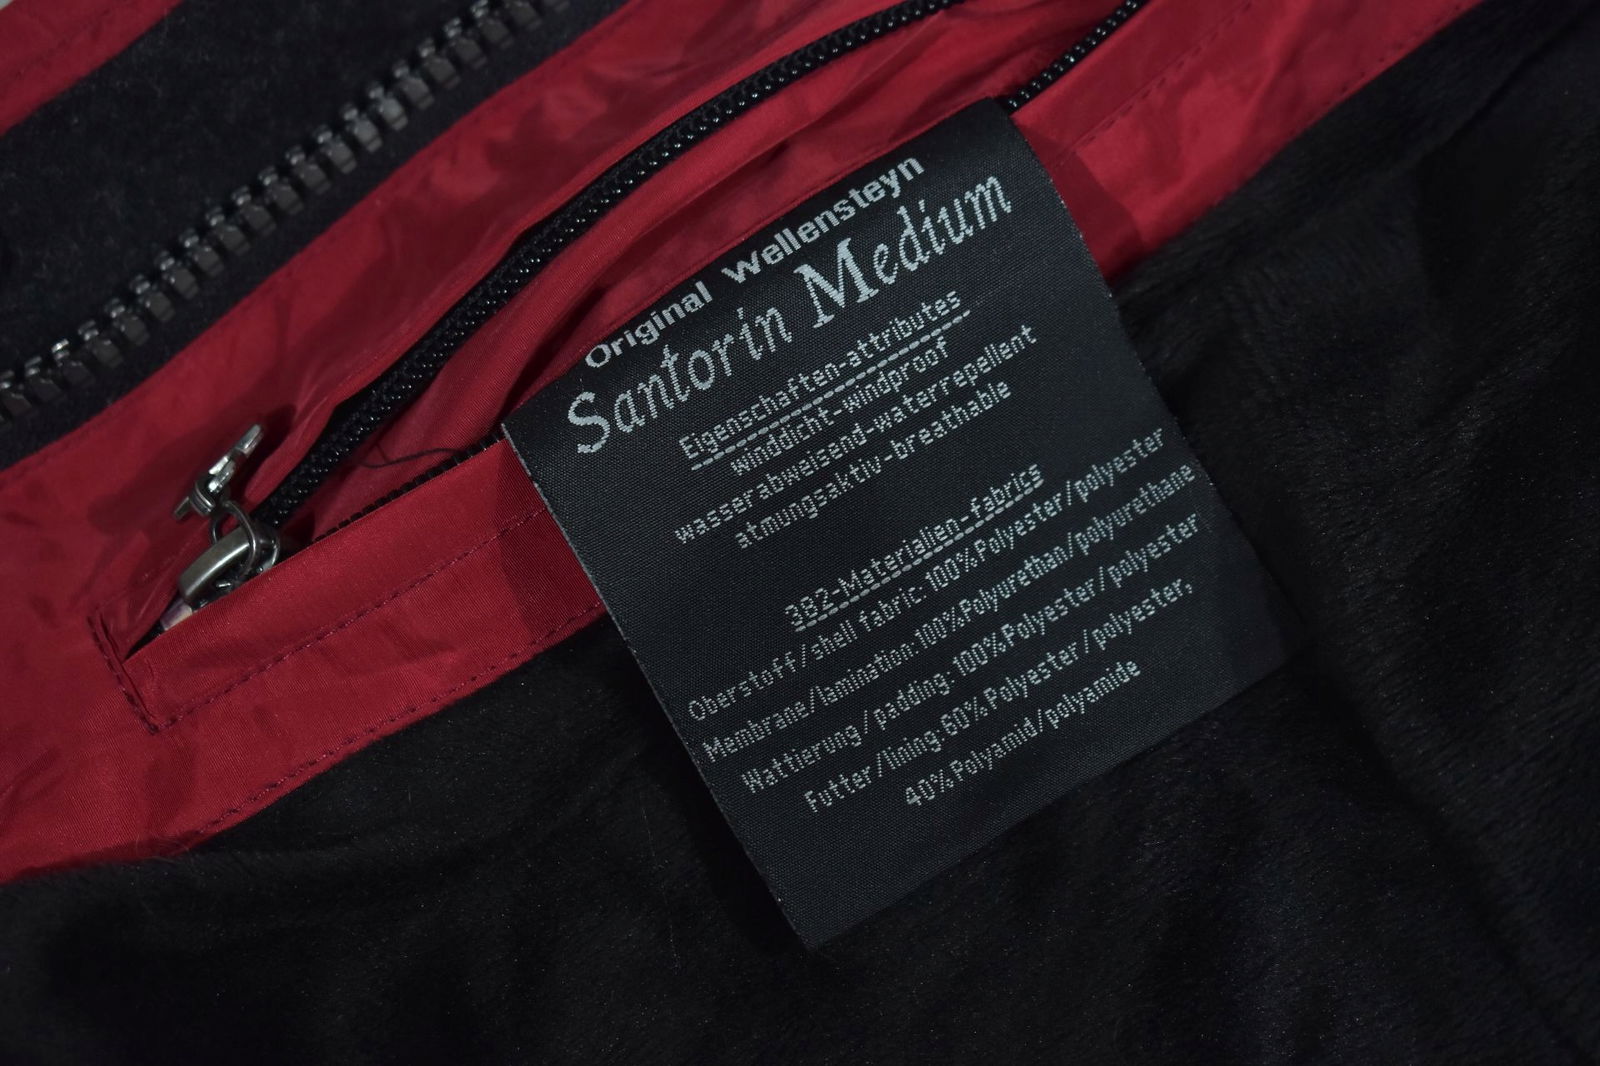 Original Wellensteyn
Santorin Medium
Eigenschaften-attributes
winddicht-windproof
wasserabweisend-waterrepellent
atmungsaktiv-breathable
392-Materialien-fabrics
Oberstoff/shell fabric:100%Polyester/polyester
Membrane/lamination:100%Polyurethan/polyurethane
Wattierung/padding:100%Polyester/polyester
Futter/lining:60%Polyester/polyester,
40%Polyamid/polyamide